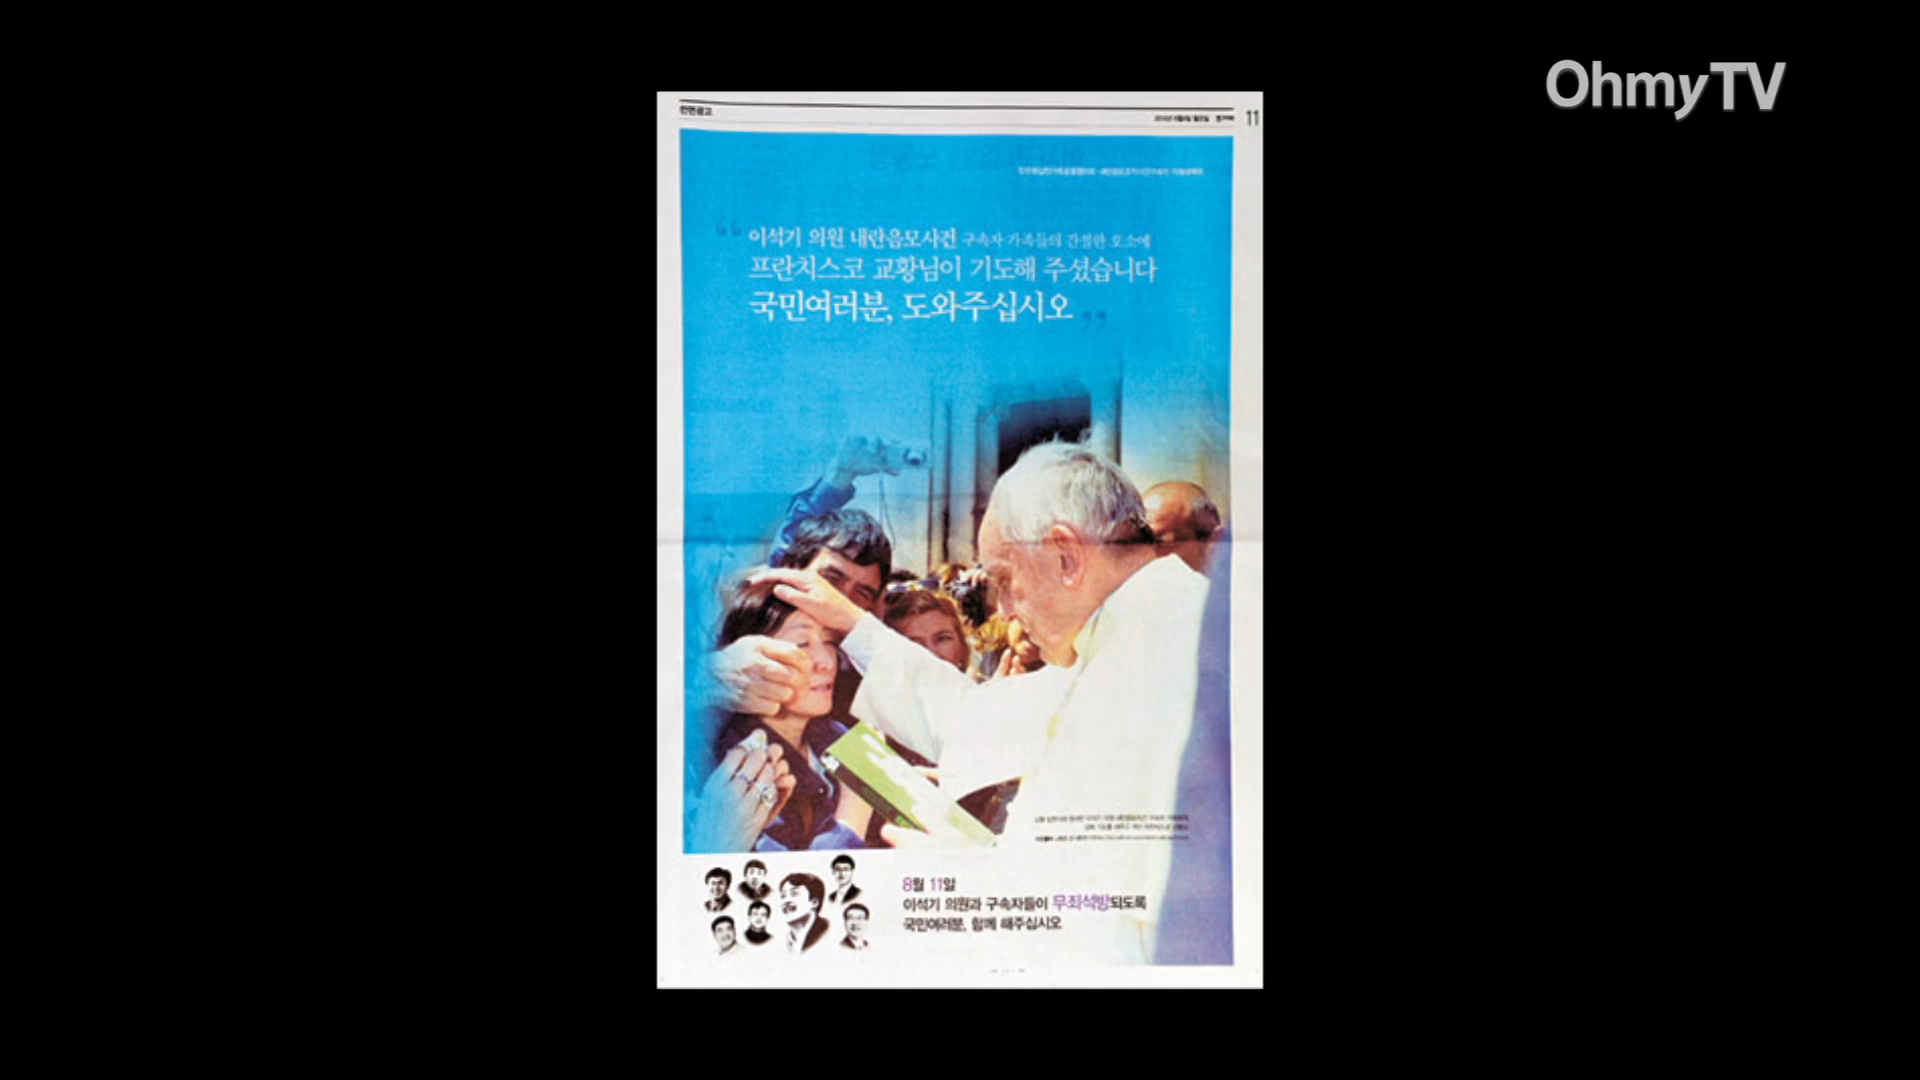 OhmyTV
전면광고
11
“이석기 의원 내란음모사건 구속자 가족들의 간절한 호소에
프란치스코 교황님이 기도해 주셨습니다
국민여러분, 도와주십시오”
8월 11일
이석기 의원과 구속자들이 무죄석방되도록
국민여러분, 함께 해주십시오